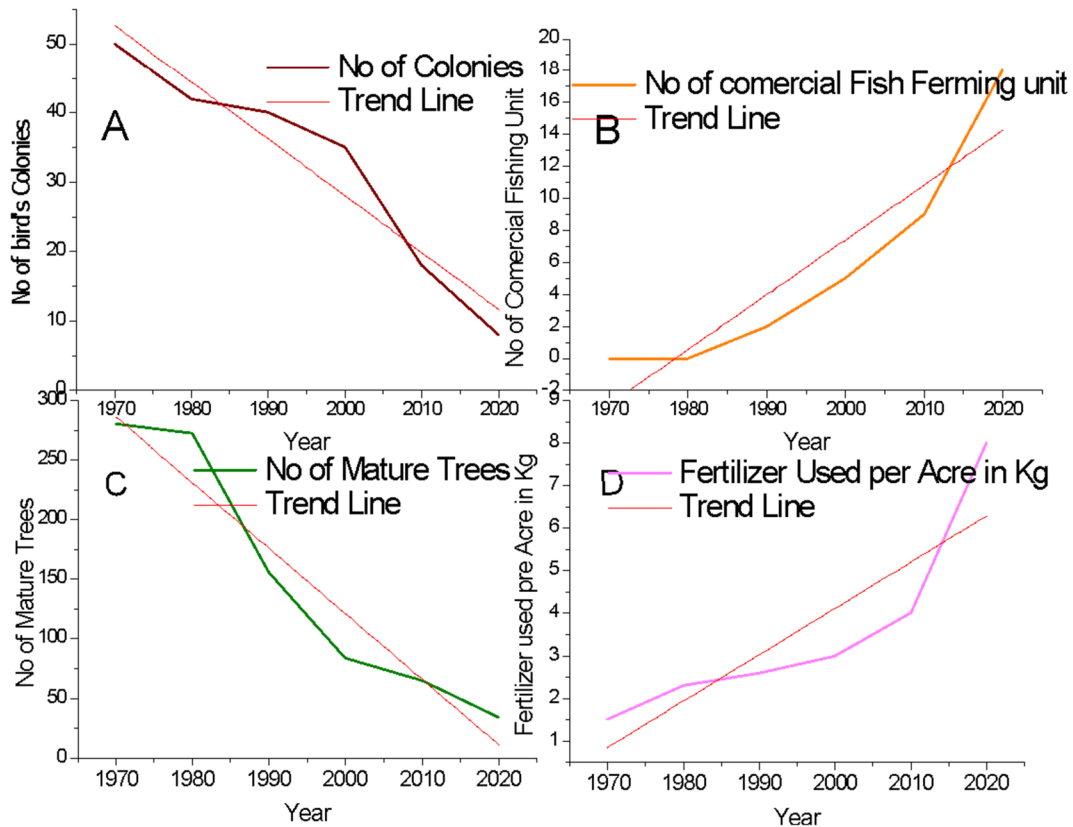 No of bird's Colonies
50
40
30
20
10
0
A
No of Colonies
Trend Line
1970 1980 1990 2000 2010 2020
Year
No of Comercial Fishing Unit
20
18
16
14
12
10
8
6
4
2
0
-2
B
No of comercial Fish Ferming unit
Trend Line
1970 1980 1990 2000 2010 2020
Year
No of Mature Trees
300
250
200
150
100
50
0
C
No of Mature Trees
Trend Line
1970 1980 1990 2000 2010 2020
Year
Fertilizer used pre Acre in Kg
9
8
7
6
5
4
3
2
1
D
Fertilizer Used per Acre in Kg
Trend Line
1970 1980 1990 2000 2010 2020
Year